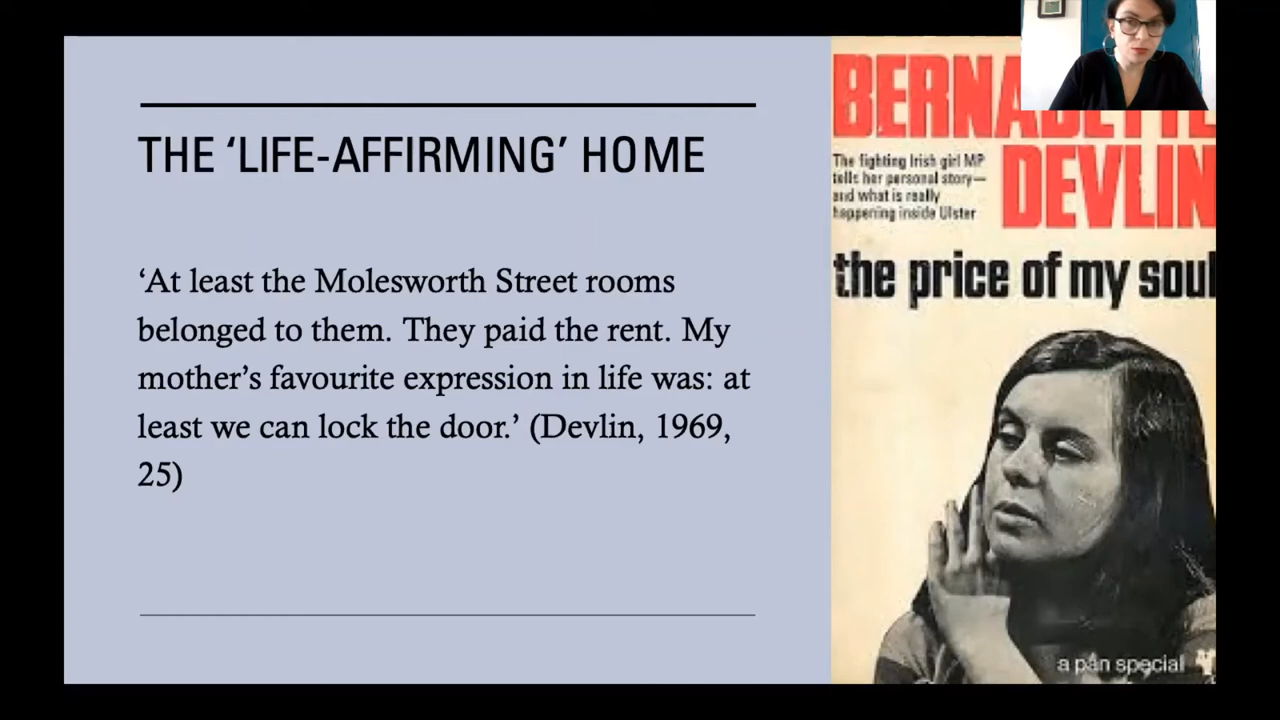 THE ‘LIFE-AFFIRMING’ HOME
‘At least the Molesworth Street rooms
belonged to them. They paid the rent. My
mother’s favourite expression in life was: at
least we can lock the door.’ (Devlin, 1969,
25)
BERNADETTE
DEVLIN
The fighting Irish girl MP
tells her personal story—
and what is really
happening inside Ulster
the price of my soul
a pan special